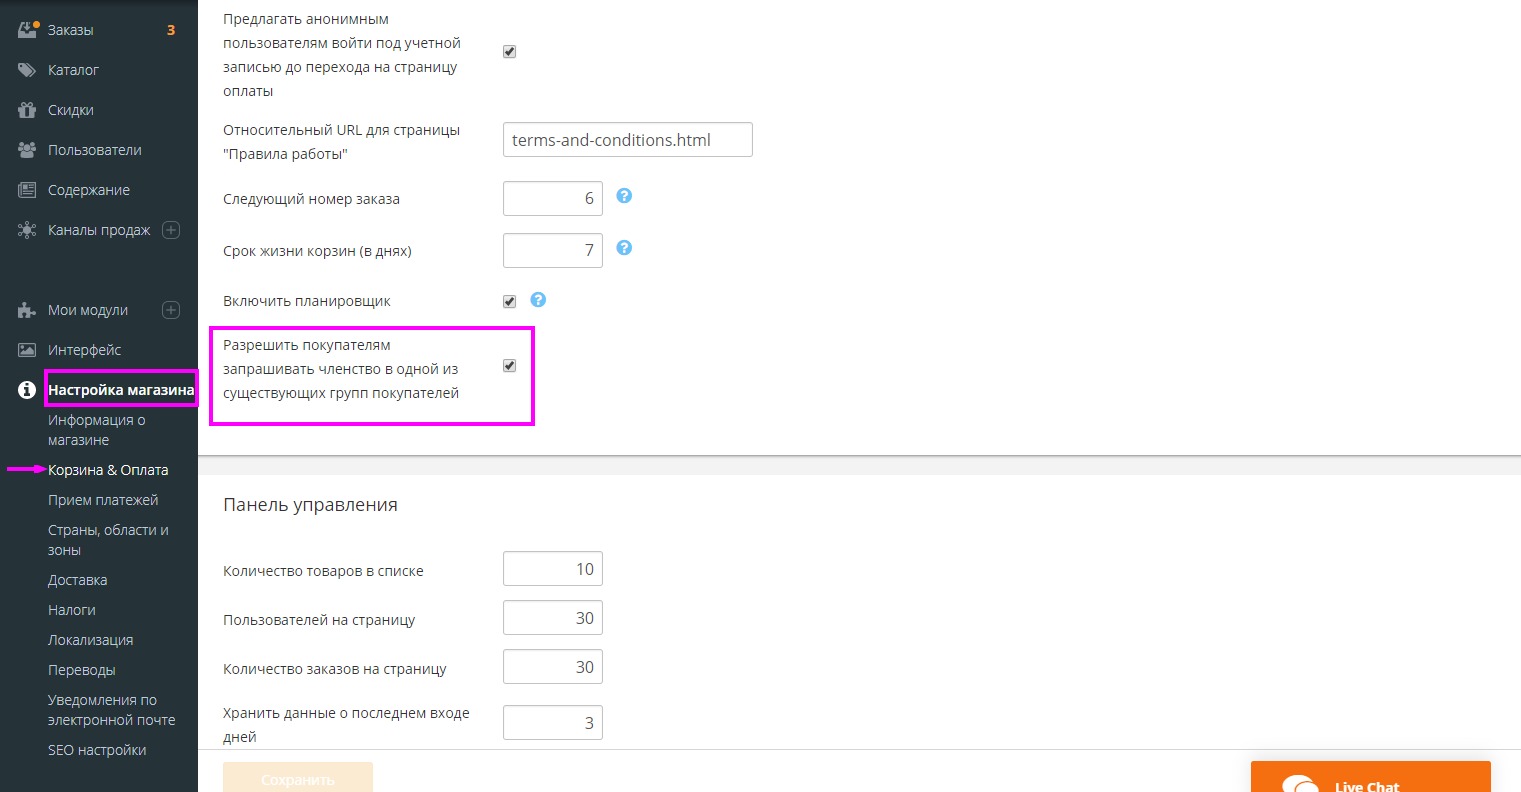 Заказы
3
Каталог
Скидки
Пользователи
Содержание
Каналы продаж
Мои модули
Интерфейс
Настройка магазина
Информация о
магазине
Корзина & Оплата
Прием платежей
Страны, области и
зоны
Доставка
Налоги
Локализация
Переводы
Уведомления по
электронной почте
SEO настройки
Предлагать анонимным
пользователям войти под учетной
записью до перехода на страницу
оплаты
Относительный URL для страницы
"Правила работы"
terms-and-conditions.html
Следующий номер заказа
6
?
Срок жизни корзин (в днях)
7
?
Включить планировщик
?
Разрешить покупателям
запрашивать членство в одной из
существующих групп покупателей
Панель управления
Количество товаров в списке
10
Пользователей на страницу
30
Количество заказов на страницу
30
Хранить данные о последнем входе
дней
3
Сохранить
Live Chat